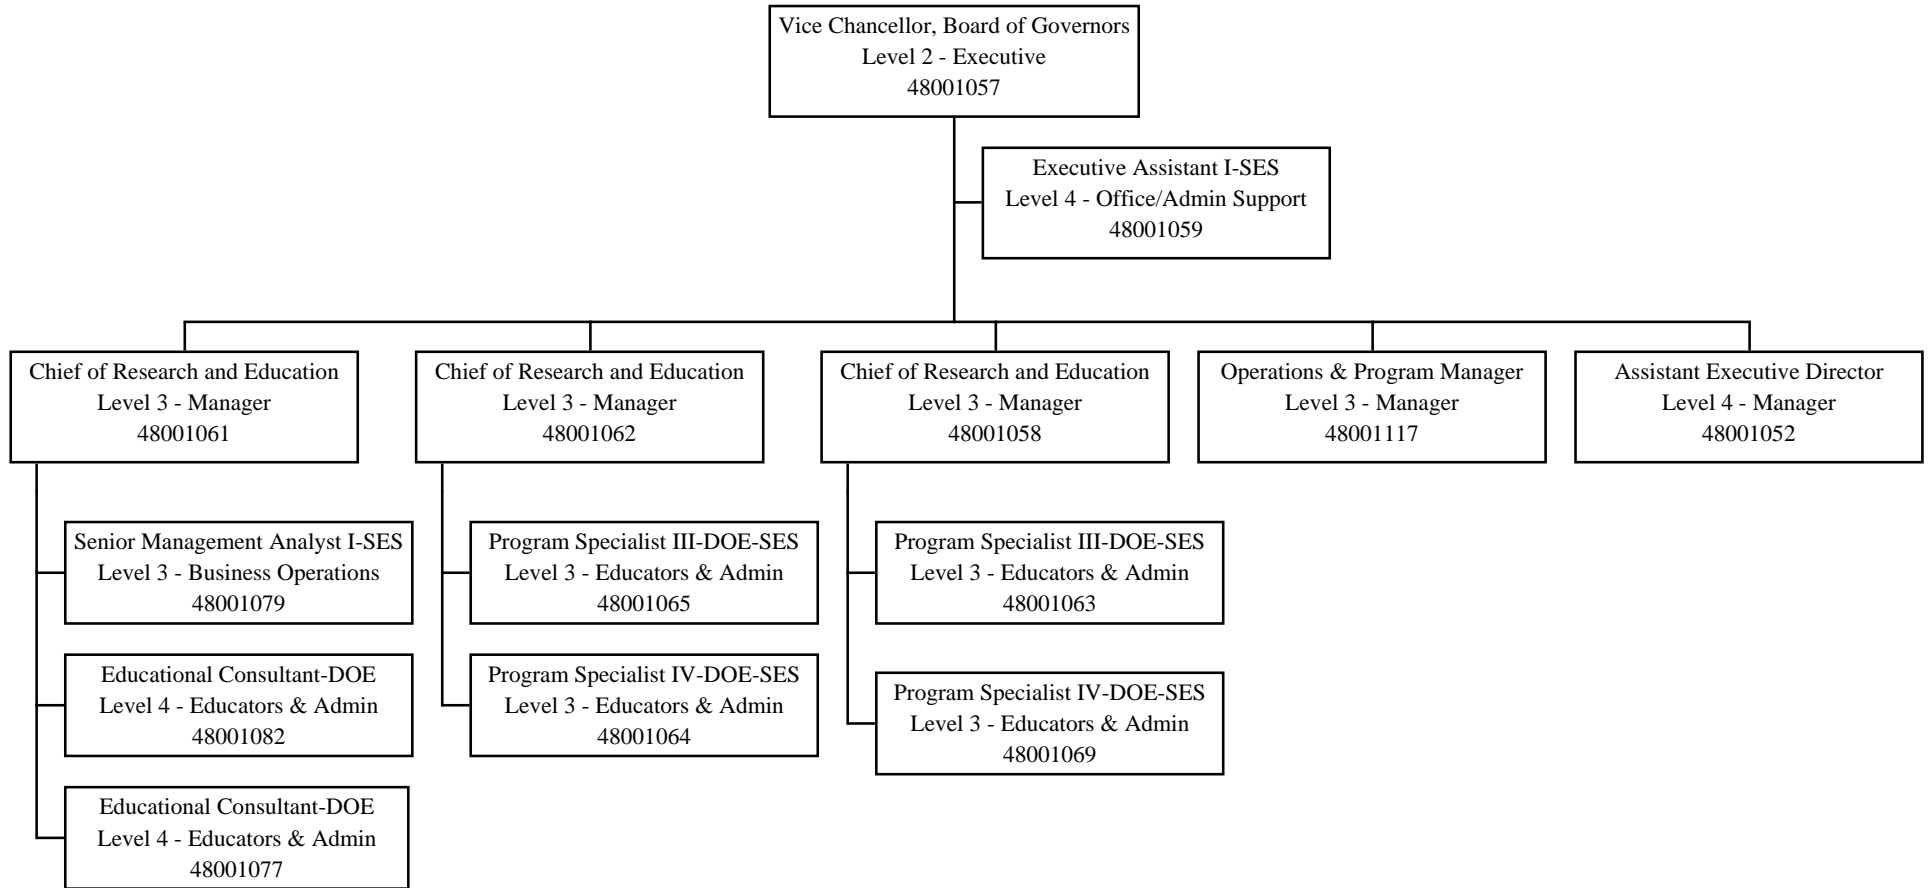 Vice Chancellor, Board of Governors
Level 2 - Executive
48001057
Executive Assistant I-SES
Level 4 - Office/Admin Support
48001059
Chief of Research and Education
Level 3 - Manager
48001061
Chief of Research and Education
Level 3 - Manager
48001062
Chief of Research and Education
Level 3 - Manager
48001058
Operations & Program Manager
Level 3 - Manager
48001117
Assistant Executive Director
Level 4 - Manager
48001052
Senior Management Analyst I-SES
Level 3 - Business Operations
48001079
Educational Consultant-DOE
Level 4 - Educators & Admin
48001082
Educational Consultant-DOE
Level 4 - Educators & Admin
48001077
Program Specialist III-DOE-SES
Level 3 - Educators & Admin
48001065
Program Specialist IV-DOE-SES
Level 3 - Educators & Admin
48001064
Program Specialist III-DOE-SES
Level 3 - Educators & Admin
48001063
Program Specialist IV-DOE-SES
Level 3 - Educators & Admin
48001069